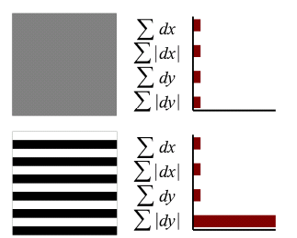 ∑ dx
∑ |dx|
∑ dy
∑ |dy|
∑ dx
∑ |dx|
∑ dy
∑ |dy|